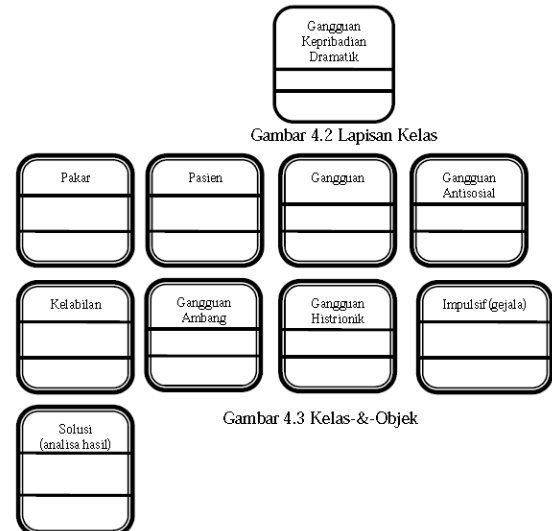 Gangguan
Kepribadian
Dramatik
Gambar 4.2 Lapisan Kelas
Pakar
Pasien
Gangguan
Gangguan
Antisosial
Kelabilan
Gangguan
Ambang
Gangguan
Histrionik
Impulsif (gejala)
Gambar 4.3 Kelas-&-Objek
Solusi
(analisa hasil)